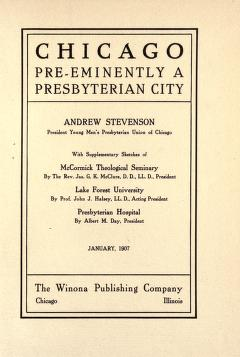 CHICAGO
PRE-EMINENTLY A
PRESBYTERIAN CITY
ANDREW STEVENSON
President Young Men's Presbyterian Union of Chicago
With Supplementary Sketches of
McCormick Theological Seminary
By The Rev. Jas. G. K. McClure, D. D., LL. D., President
Lake Forest University
By Prof. John J. Halsey, LL. D., Acting President
Presbyterian Hospital
By Albert M. Day, President
JANUARY, 1907
The Winona Publishing Company
Chicago Illinois